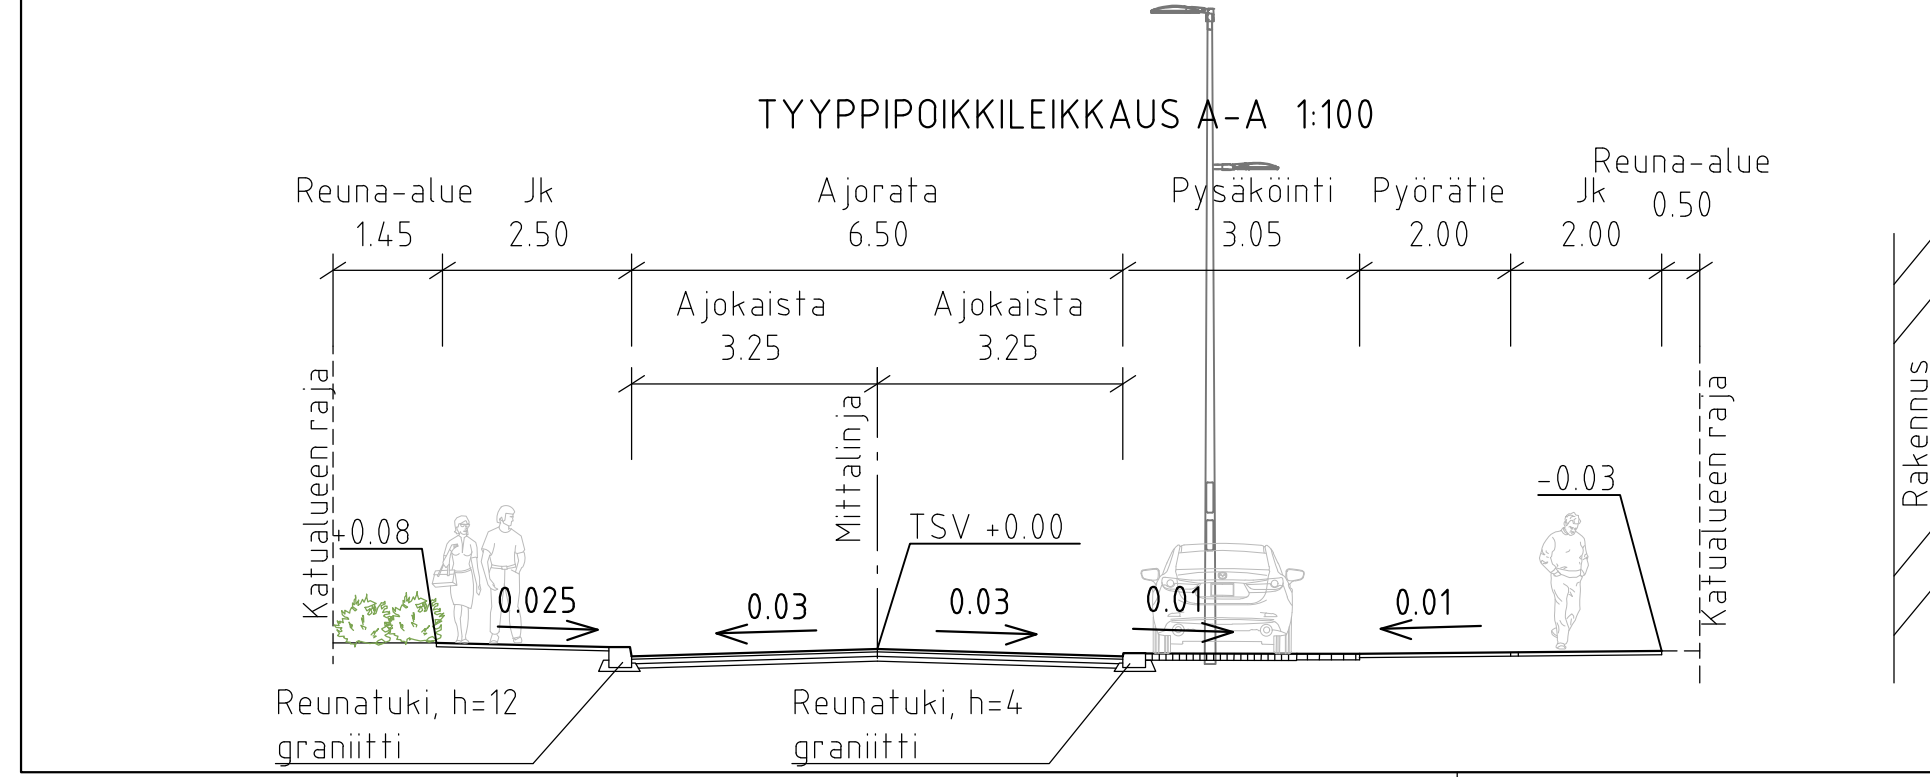 TYYPPIPOIKKILEIKKAUS A-A 1:100
Reuna-alue
1.45
Jk
2.50
Ajorata
6.50
Pysäköinti
3.05
Pyörätie
2.00
Jk
2.00
Reuna-alue
0.50
Ajokaista
3.25
Ajokaista
3.25
Katualueen raja
Mittalinja
Katualueen raja
Rakennus
+0.08
TSV +0.00
-0.03
0.025
0.03
0.03
0.01
0.01
Reunatuki, h=12
graniitti
Reunatuki, h=4
graniitti